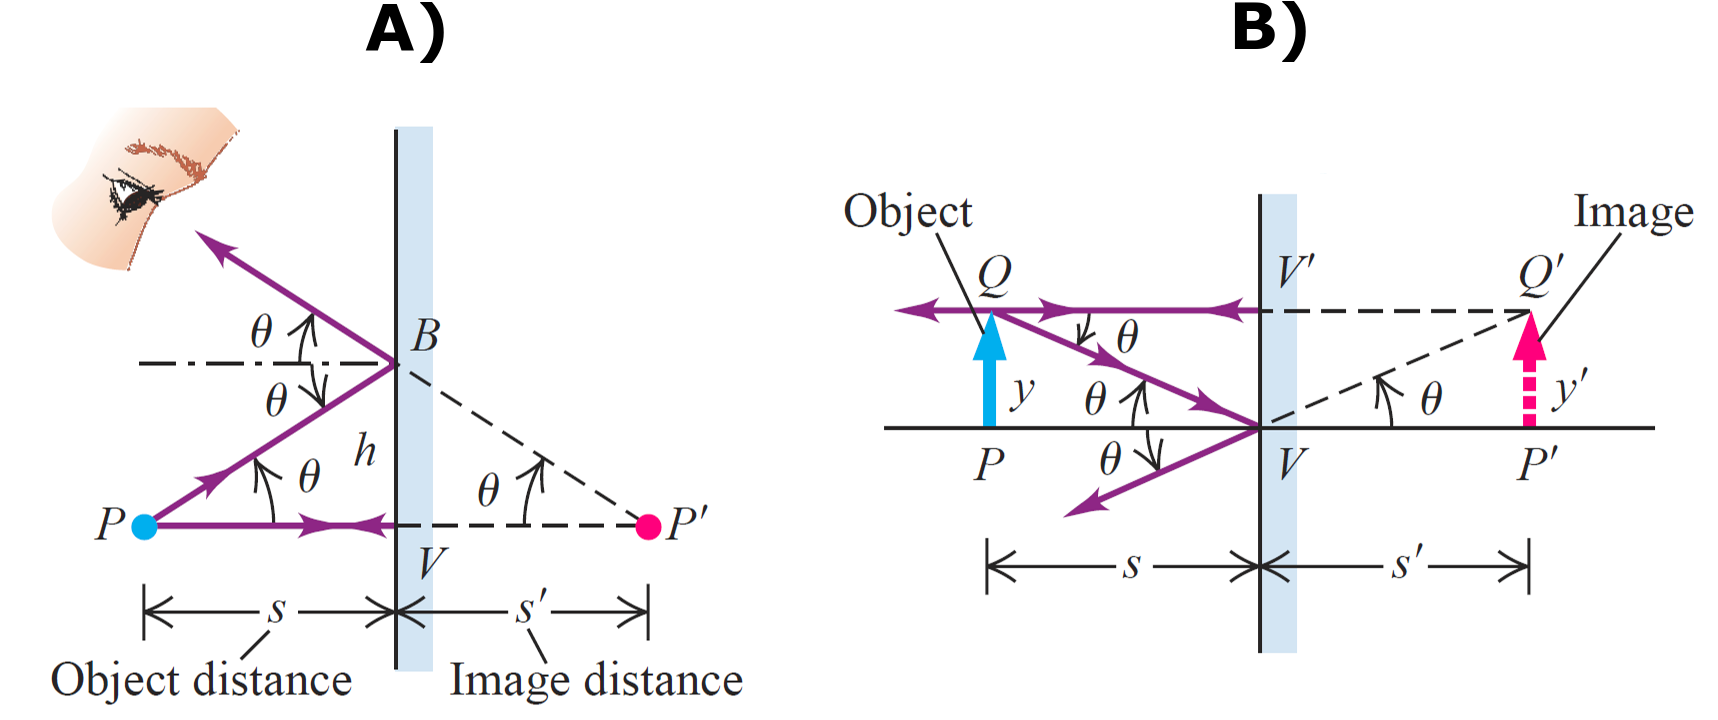 A)
θ
B
θ
h
θ
θ
P
P′
V
s
s′
Object distance
Image distance
B)
Object
Image
Q
V′
Q′
θ
y
θ
θ
y′
P
θ
V
P′
s
s′